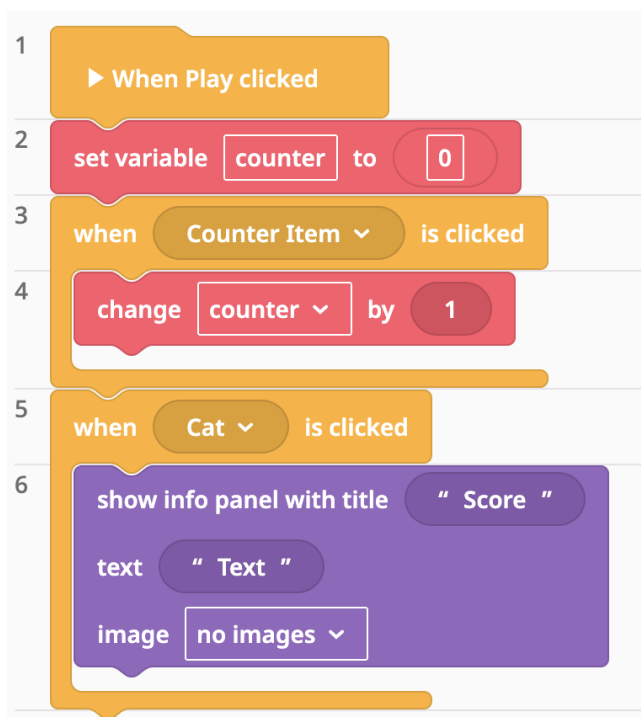 1
When Play clicked
2
set variable counter to 0
3
when Counter Item is clicked
4
change counter by 1
5
when Cat is clicked
6
show info panel with title “ Score ”
text “ Text ”
image no images